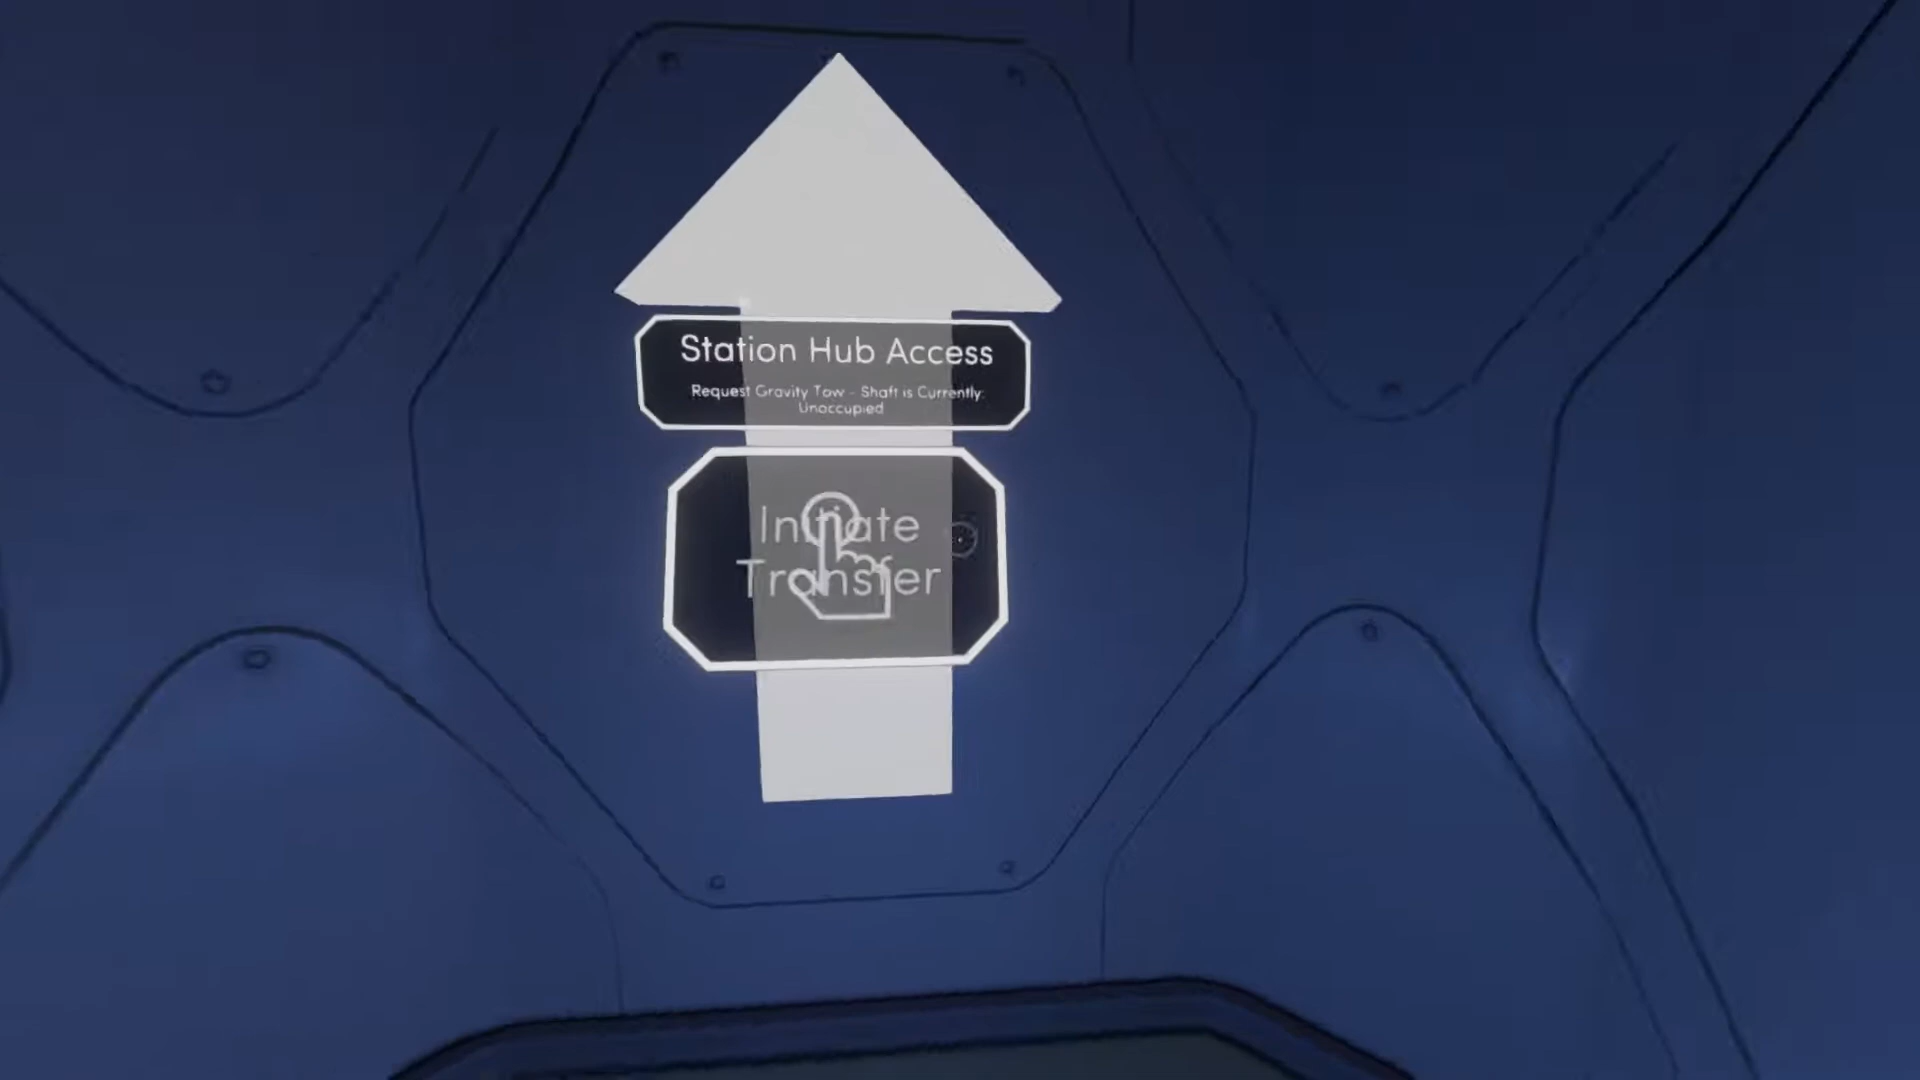 Station Hub Access
Request Gravity Tow - Shaft is Currently:
Unoccupied
Initiate
Transfer